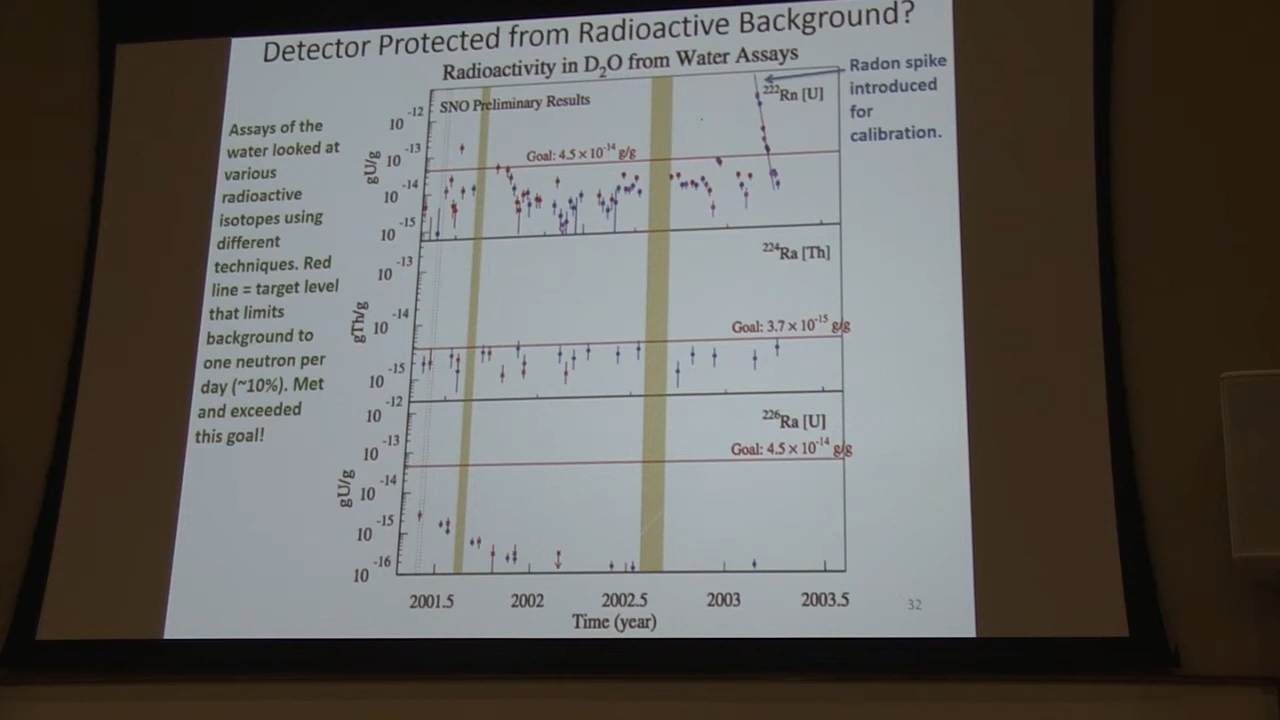 Detector Protected from Radioactive Background?
Radioactivity in D₂O from Water Assays
Assays of the
water looked at
various
radioactive
isotopes using
different
techniques. Red
line = target level
that limits
background to
one neutron per
day (~10%). Met
and exceeded
this goal!
SNO Preliminary Results
²²²Rn [U]
Radon spike
introduced
for
calibration.
Goal: 4.5 × 10⁻¹⁴ g/g
gU/g
10⁻¹²
10⁻¹³
10⁻¹⁴
10⁻¹⁵
²²⁴Ra [Th]
Goal: 3.7 × 10⁻¹⁵ g/g
gTh/g
10⁻¹³
10⁻¹⁴
10⁻¹⁵
²²⁶Ra [U]
Goal: 4.5 × 10⁻¹⁴ g/g
gU/g
10⁻¹²
10⁻¹³
10⁻¹⁴
10⁻¹⁵
10⁻¹⁶
2001.5 2002 2002.5 2003 2003.5
Time (year)
32